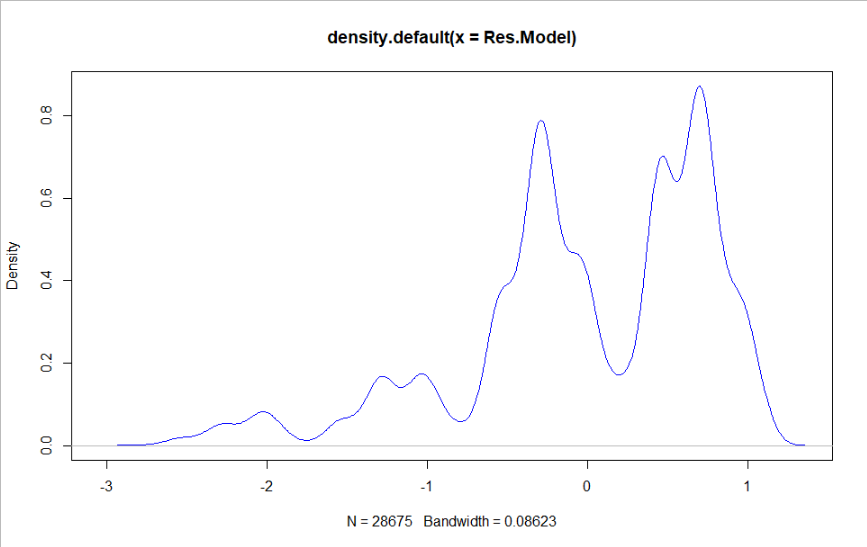 density.default(x = Res.Model)
Density
0.8
0.6
0.4
0.2
0.0
-3 -2 -1 0 1
N = 28675 Bandwidth = 0.08623